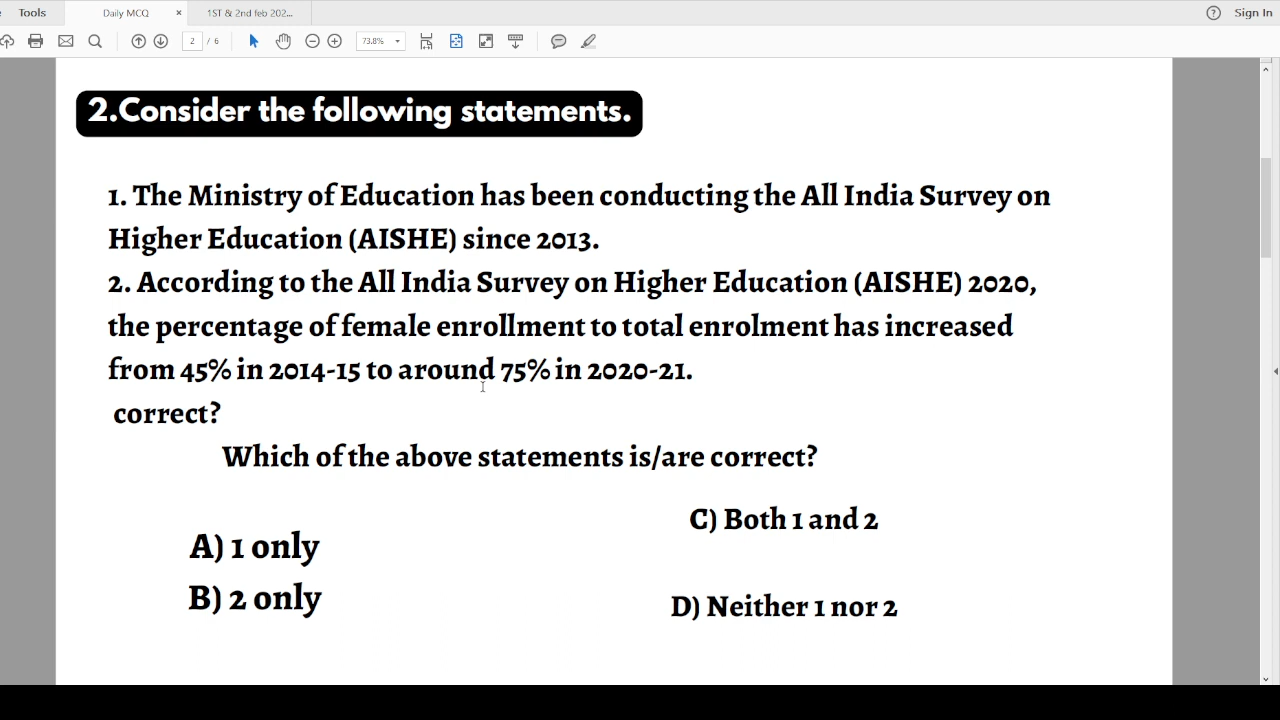 Tools
Daily MCQ
1ST & 2nd feb 202...
Sign In
2 / 6
73.8%
2.Consider the following statements.
1. The Ministry of Education has been conducting the All India Survey on
Higher Education (AISHE) since 2013.
2. According to the All India Survey on Higher Education (AISHE) 2020,
the percentage of female enrollment to total enrolment has increased
from 45% in 2014-15 to around 75% in 2020-21.
correct?
Which of the above statements is/are correct?
C) Both 1 and 2
A) 1 only
B) 2 only
D) Neither 1 nor 2